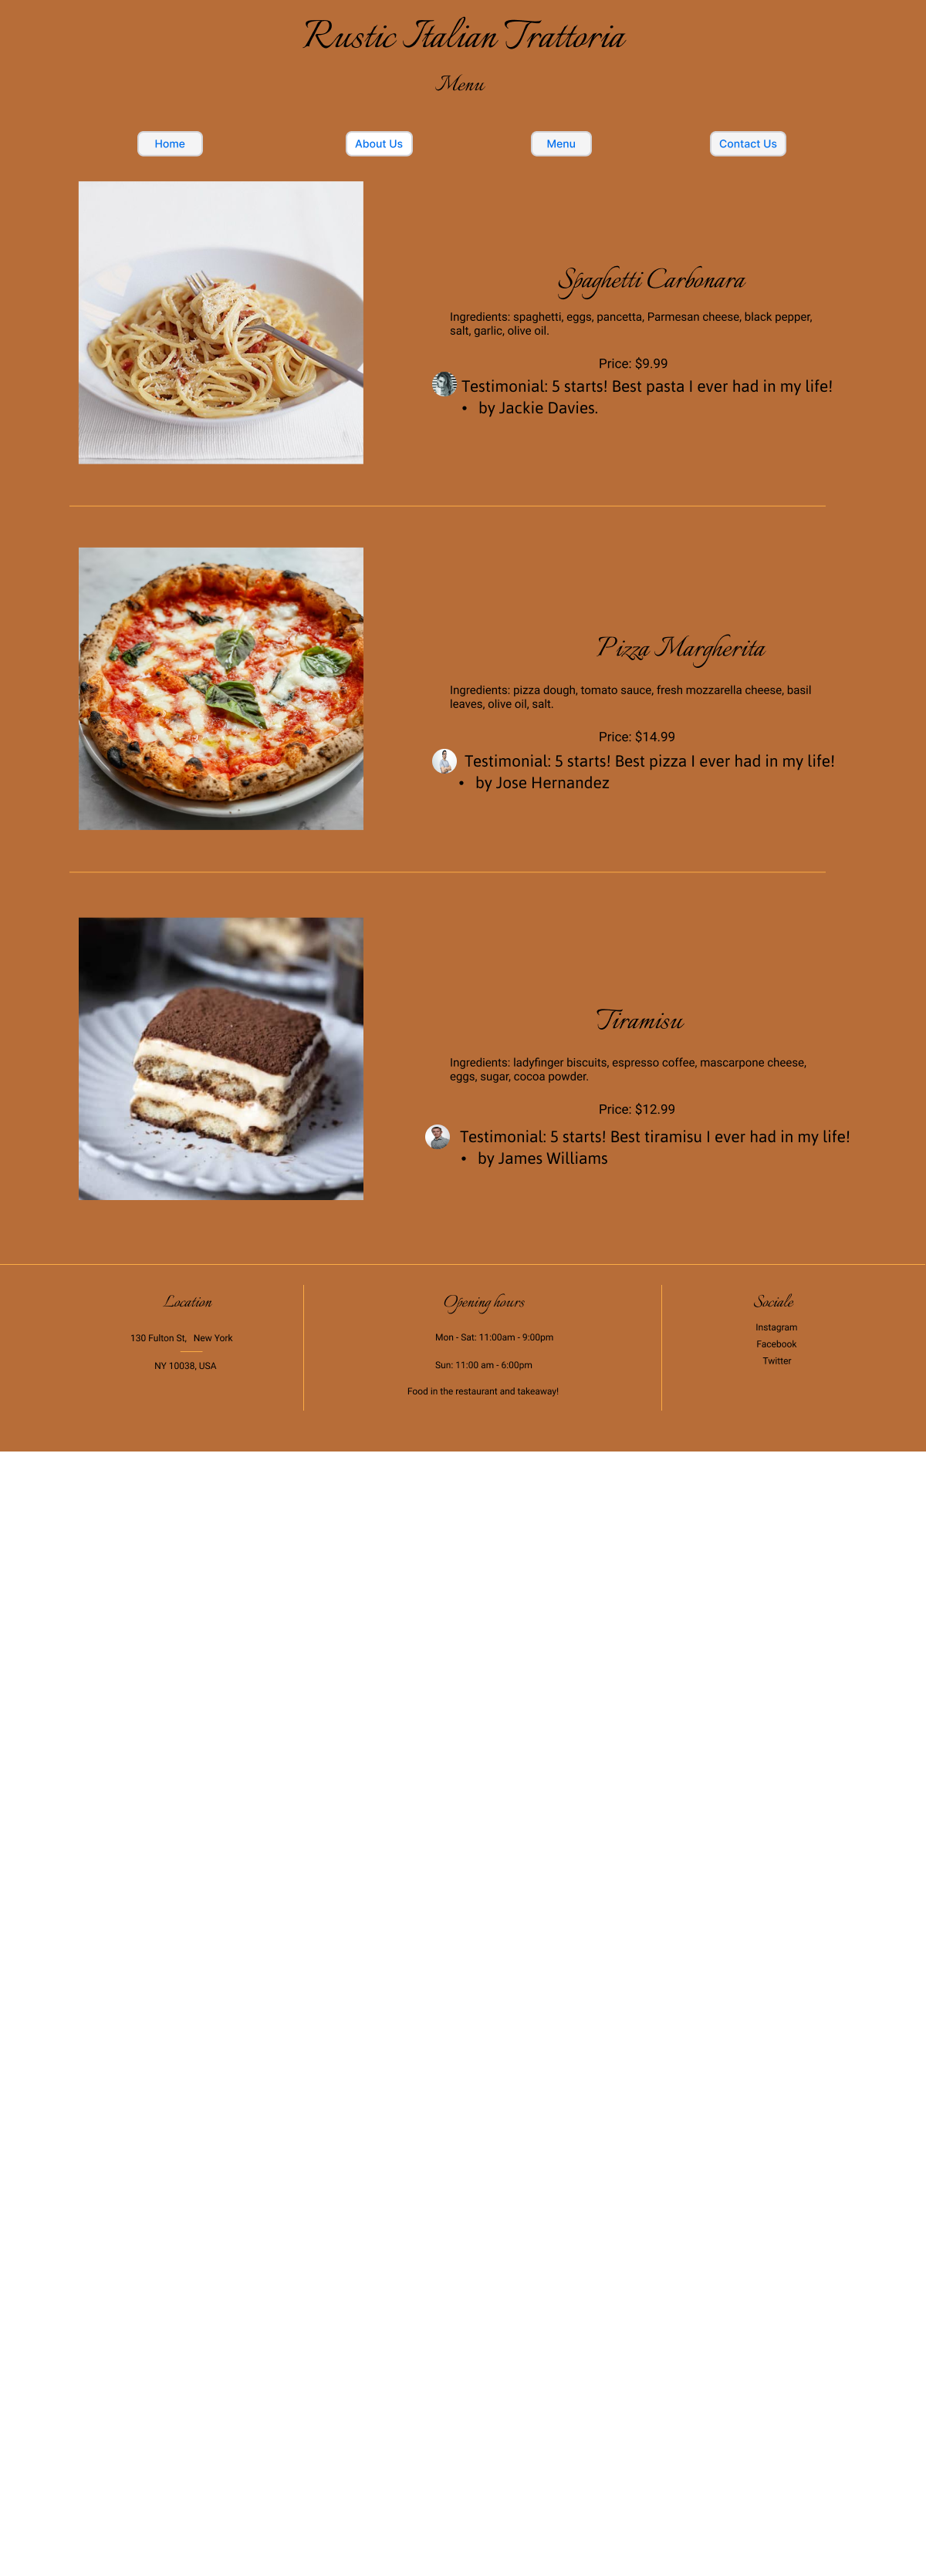 Rustic Italian Trattoria
Menu
Home
About Us
Menu
Contact Us
Spaghetti Carbonara
Ingredients: spaghetti, eggs, pancetta, Parmesan cheese, black pepper,
salt, garlic, olive oil.
Price: $9.99
Testimonial: 5 starts! Best pasta I ever had in my life!
• by Jackie Davies.
Pizza Margherita
Ingredients: pizza dough, tomato sauce, fresh mozzarella cheese, basil
leaves, olive oil, salt.
Price: $14.99
Testimonial: 5 starts! Best pizza I ever had in my life!
• by Jose Hernandez
Tiramisu
Ingredients: ladyfinger biscuits, espresso coffee, mascarpone cheese,
eggs, sugar, cocoa powder.
Price: $12.99
Testimonial: 5 starts! Best tiramisu I ever had in my life!
• by James Williams
Location
130 Fulton St, New York
NY 10038, USA
Opening hours
Mon - Sat: 11:00am - 9:00pm
Sun: 11:00 am - 6:00pm
Food in the restaurant and takeaway!
Sociale
Instagram
Facebook
Twitter